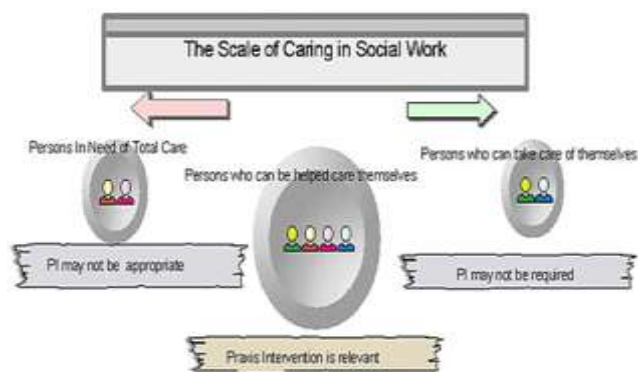 The Scale of Caring in Social Work
Persons In Need of Total Care
Persons who can be helped care themselves
Persons who can take care of themselves
PI may not be appropriate
PI may not be required
Praxis Intervention is relevant